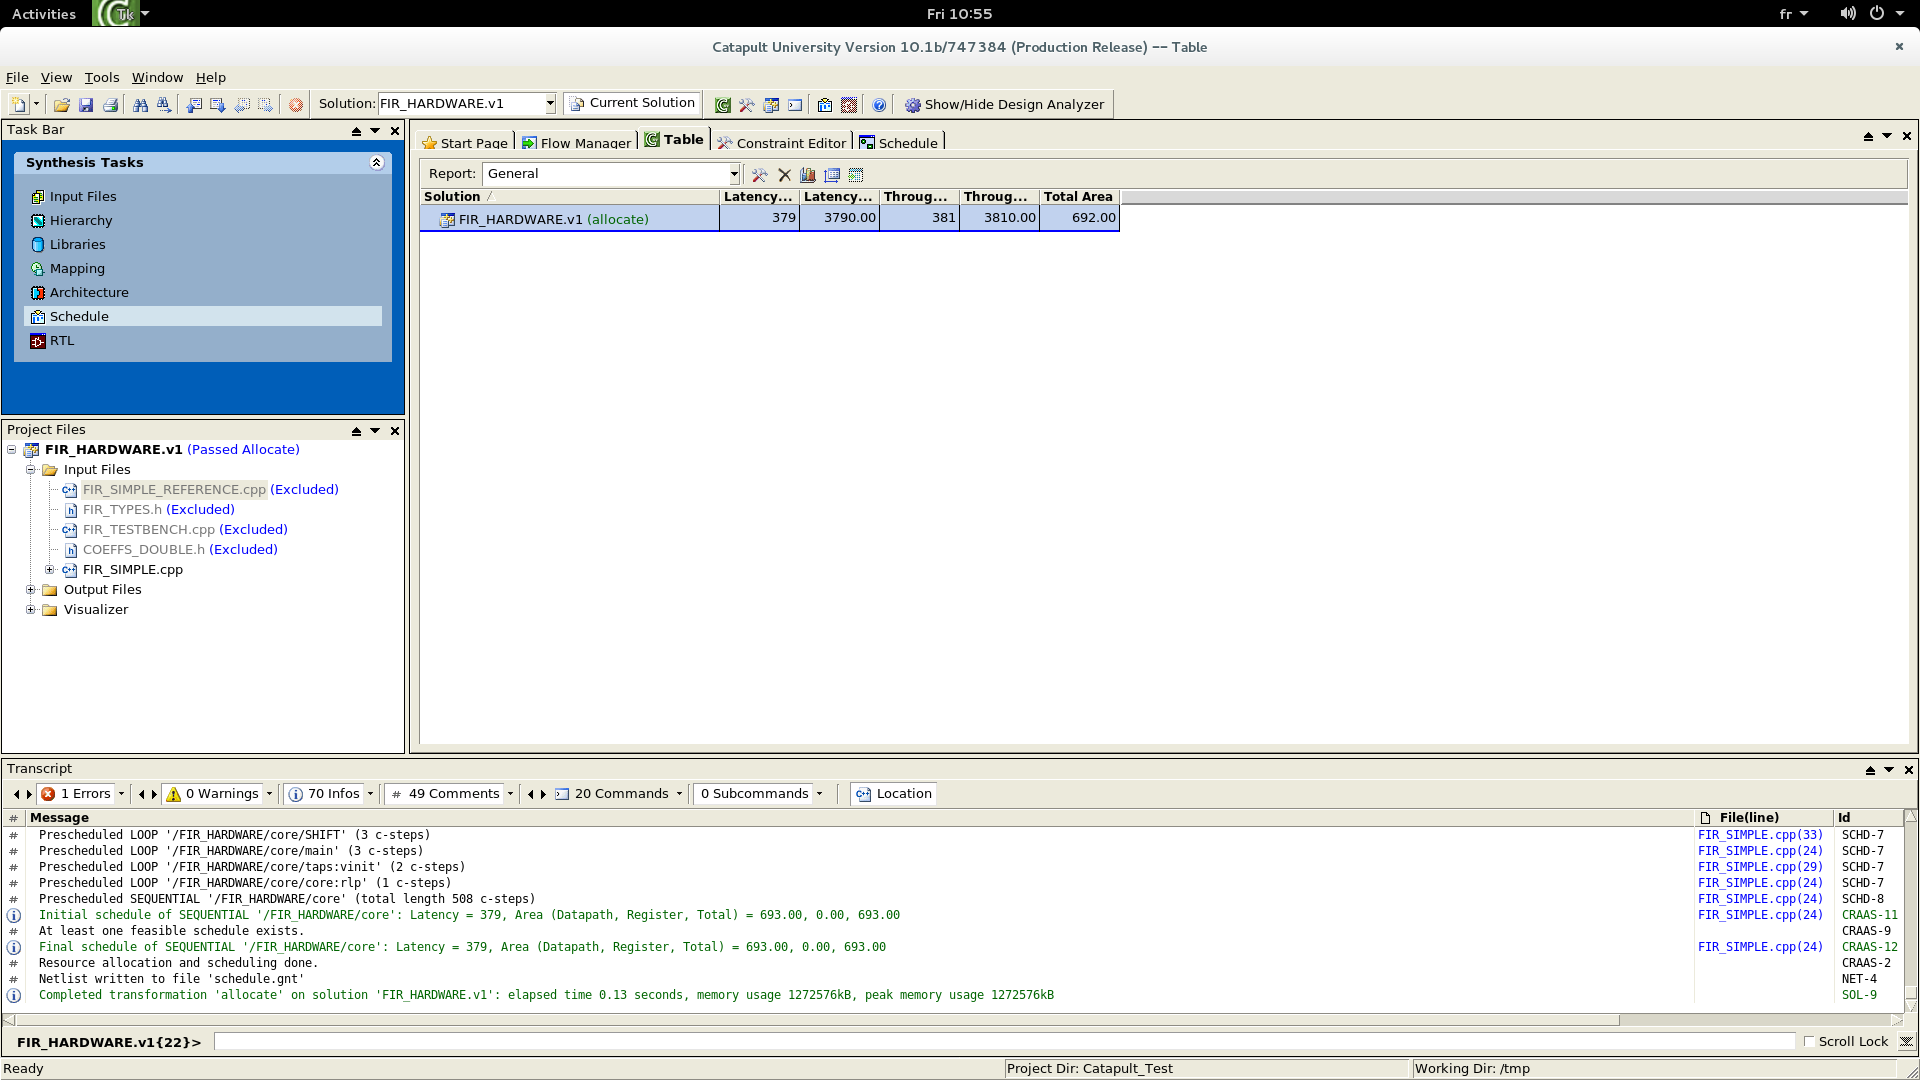 Activities Tk Fri 10:55 fr
Catapult University Version 10.1b/747384 (Production Release) -- Table
File View Tools Window Help
Solution: FIR_HARDWARE.v1 Current Solution Show/Hide Design Analyzer
Task Bar
Synthesis Tasks
Input Files
Hierarchy
Libraries
Mapping
Architecture
Schedule
RTL
Project Files
FIR_HARDWARE.v1 (Passed Allocate)
Input Files
FIR_SIMPLE_REFERENCE.cpp (Excluded)
FIR_TYPES.h (Excluded)
FIR_TESTBENCH.cpp (Excluded)
COEFFS_DOUBLE.h (Excluded)
FIR_SIMPLE.cpp
Output Files
Visualizer
Start Page Flow Manager Table Constraint Editor Schedule
Report: General
Solution Latency... Latency... Throug... Throug... Total Area
FIR_HARDWARE.v1 (allocate) 379 3790.00 381 3810.00 692.00
Transcript
1 Errors 0 Warnings 70 Infos # 49 Comments 20 Commands 0 Subcommands Location
# Message File(line) Id
# Prescheduled LOOP '/FIR_HARDWARE/core/SHIFT' (3 c-steps) FIR_SIMPLE.cpp(33) SCHD-7
# Prescheduled LOOP '/FIR_HARDWARE/core/main' (3 c-steps) FIR_SIMPLE.cpp(24) SCHD-7
# Prescheduled LOOP '/FIR_HARDWARE/core/taps:vinit' (2 c-steps) FIR_SIMPLE.cpp(29) SCHD-7
# Prescheduled LOOP '/FIR_HARDWARE/core/core:rlp' (1 c-steps) FIR_SIMPLE.cpp(24) SCHD-7
# Prescheduled SEQUENTIAL '/FIR_HARDWARE/core' (total length 508 c-steps) FIR_SIMPLE.cpp(24) SCHD-8
Initial schedule of SEQUENTIAL '/FIR_HARDWARE/core': Latency = 379, Area (Datapath, Register, Total) = 693.00, 0.00, 693.00 FIR_SIMPLE.cpp(24) CRAAS-11
# At least one feasible schedule exists. CRAAS-9
Final schedule of SEQUENTIAL '/FIR_HARDWARE/core': Latency = 379, Area (Datapath, Register, Total) = 693.00, 0.00, 693.00 FIR_SIMPLE.cpp(24) CRAAS-12
# Resource allocation and scheduling done. CRAAS-2
# Netlist written to file 'schedule.gnt' NET-4
Completed transformation 'allocate' on solution 'FIR_HARDWARE.v1': elapsed time 0.13 seconds, memory usage 1272576kB, peak memory usage 1272576kB SOL-9
FIR_HARDWARE.v1{22}> Scroll Lock
Ready Project Dir: Catapult_Test Working Dir: /tmp